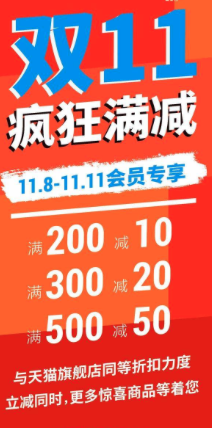 双11
疯狂满减
11.8-11.11会员专享
满200 减10
满300 减20
满500 减50
与天猫旗舰店同等折扣力度
立减同时,更多惊喜商品等着您